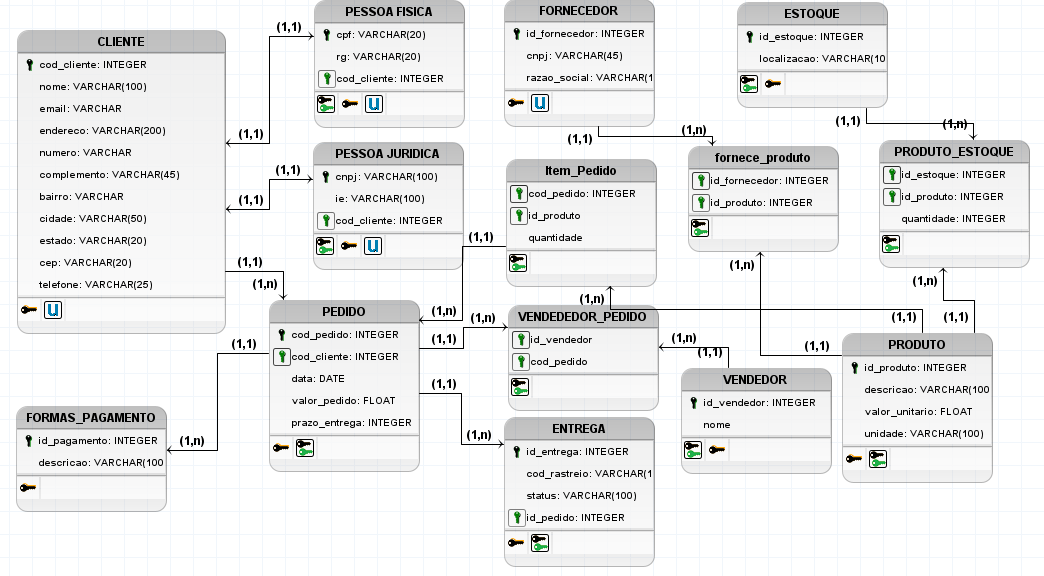 CLIENTE
cod_cliente: INTEGER
nome: VARCHAR(100)
email: VARCHAR
endereco: VARCHAR(200)
numero: VARCHAR
complemento: VARCHAR(45)
bairro: VARCHAR
cidade: VARCHAR(50)
estado: VARCHAR(20)
cep: VARCHAR(20)
telefone: VARCHAR(25)
U
(1,1)
(1,1)
PESSOA FISICA
cpf: VARCHAR(20)
rg: VARCHAR(20)
cod_cliente: INTEGER
U
(1,1)
(1,1)
PESSOA JURIDICA
cnpj: VARCHAR(100)
ie: VARCHAR(100)
cod_cliente: INTEGER
U
FORNECEDOR
id_fornecedor: INTEGER
cnpj: VARCHAR(45)
razao_social: VARCHAR(1
U
(1,1)
(1,n)
ESTOQUE
id_estoque: INTEGER
localizacao: VARCHAR(10
(1,1)
(1,n)
Item_Pedido
cod_pedido: INTEGER
id_produto
quantidade
fornece_produto
id_fornecedor: INTEGER
id_produto: INTEGER
PRODUTO_ESTOQUE
id_estoque: INTEGER
id_produto: INTEGER
quantidade: INTEGER
(1,1)
(1,n)
(1,1)
(1,n)
PEDIDO
cod_pedido: INTEGER
cod_cliente: INTEGER
data: DATE
valor_pedido: FLOAT
prazo_entrega: INTEGER
(1,1)
(1,n)
(1,1)
(1,n)
(1,1)
(1,n)
FORMAS_PAGAMENTO
id_pagamento: INTEGER
descricao: VARCHAR(100
(1,n)
VENDEDEDOR_PEDIDO
id_vendedor
cod_pedido
ENTREGA
id_entrega: INTEGER
cod_rastreio: VARCHAR(1
status: VARCHAR(100)
id_pedido: INTEGER
(1,n)
(1,1)
VENDEDOR
id_vendedor: INTEGER
nome
(1,n)
(1,1)
(1,n)
(1,1)
(1,1)
PRODUTO
id_produto: INTEGER
descricao: VARCHAR(100
valor_unitario: FLOAT
unidade: VARCHAR(100)